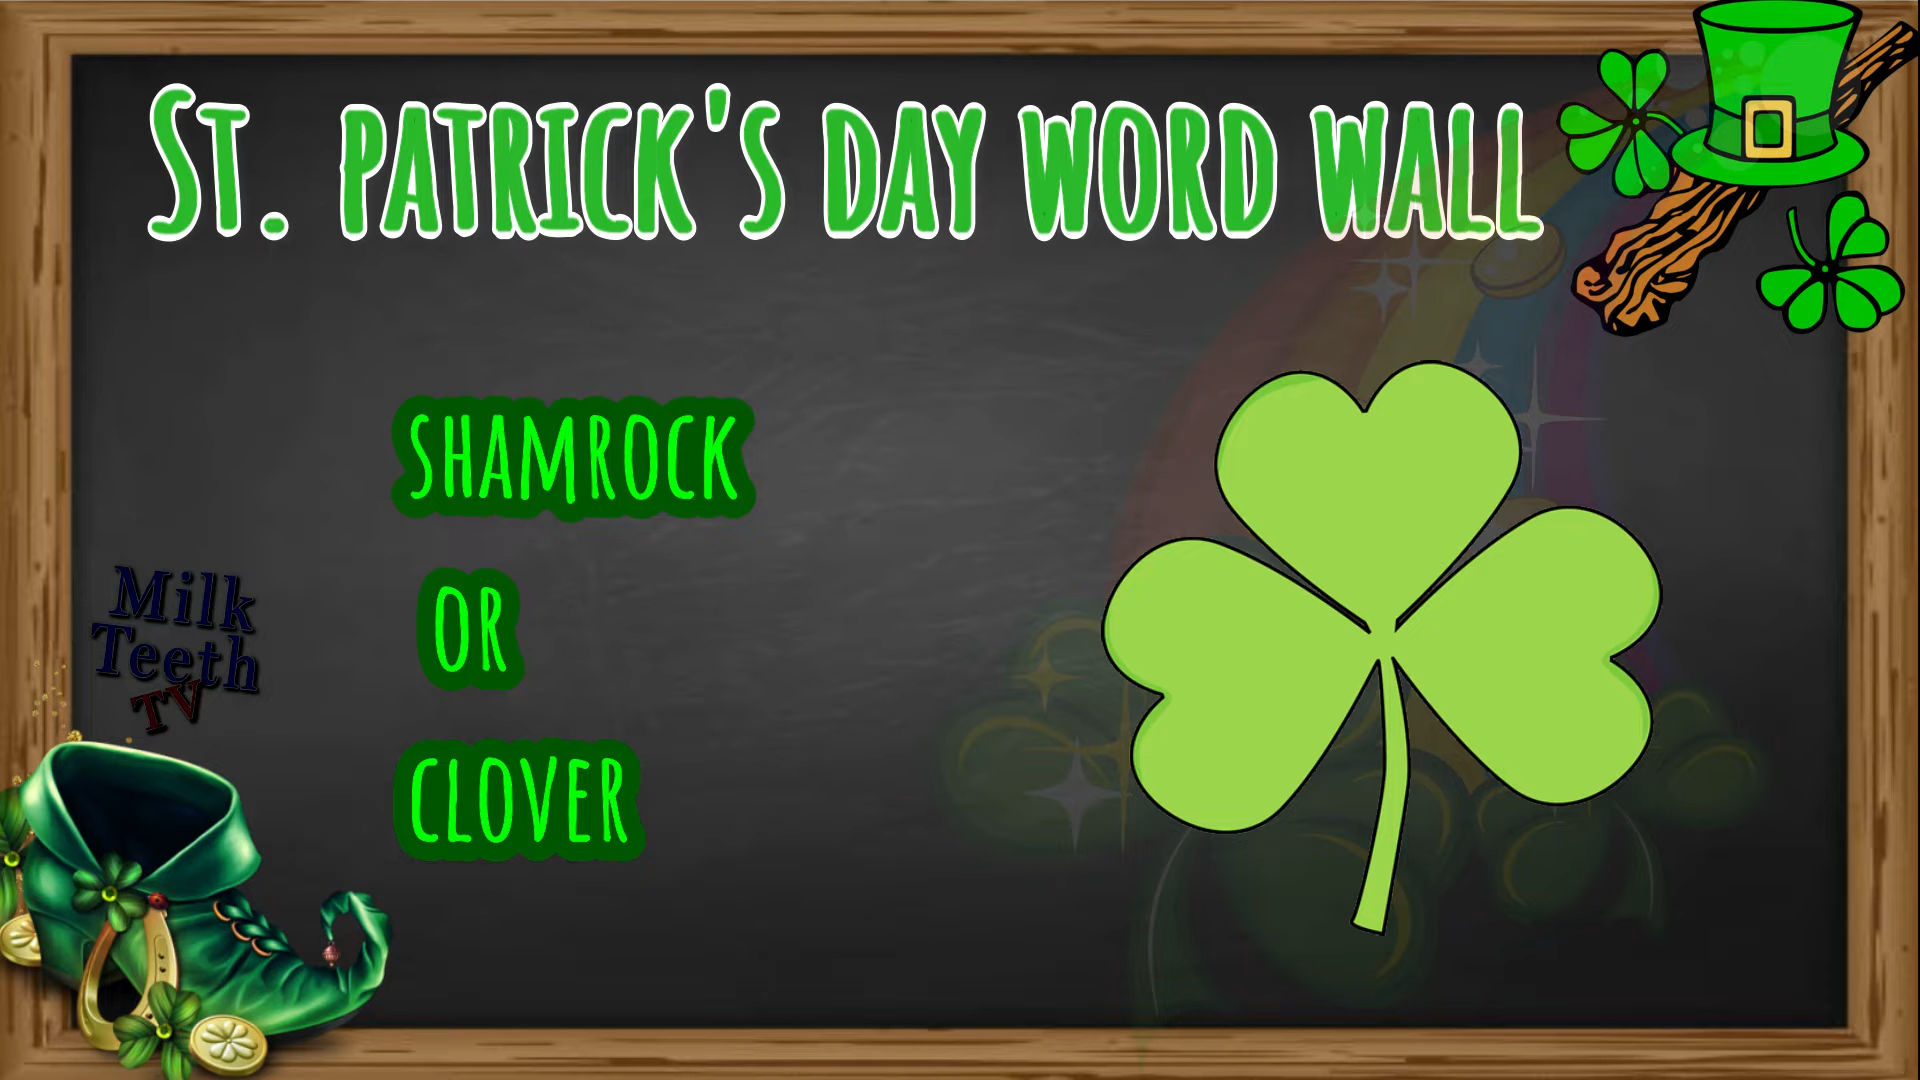 St. PATRICK'S DAY WORD WALL
SHAMROCK
OR
CLOVER
Milk
Teeth
TV